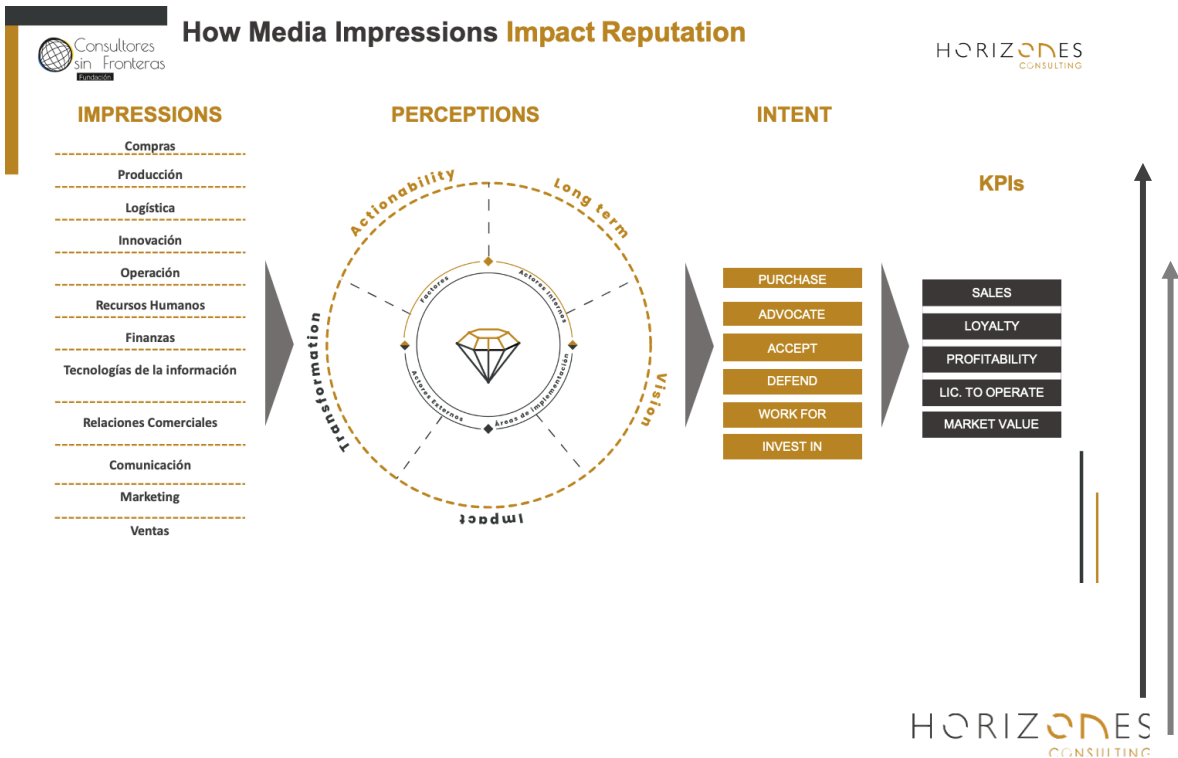 How Media Impressions Impact Reputation
Consultores
sin Fronteras
Fundación
HORIZONES
CONSULTING
IMPRESSIONS
Compras
Producción
Logística
Innovación
Operación
Recursos Humanos
Finanzas
Tecnologías de la información
Relaciones Comerciales
Comunicación
Marketing
Ventas
PERCEPTIONS
Actionability
Long term
Vision
Impact
Transformation
Factores
Actores Internos
Áreas de implementación
Actores Externos
INTENT
PURCHASE
ADVOCATE
ACCEPT
DEFEND
WORK FOR
INVEST IN
KPIs
SALES
LOYALTY
PROFITABILITY
LIC. TO OPERATE
MARKET VALUE
HORIZONES
CONSULTING